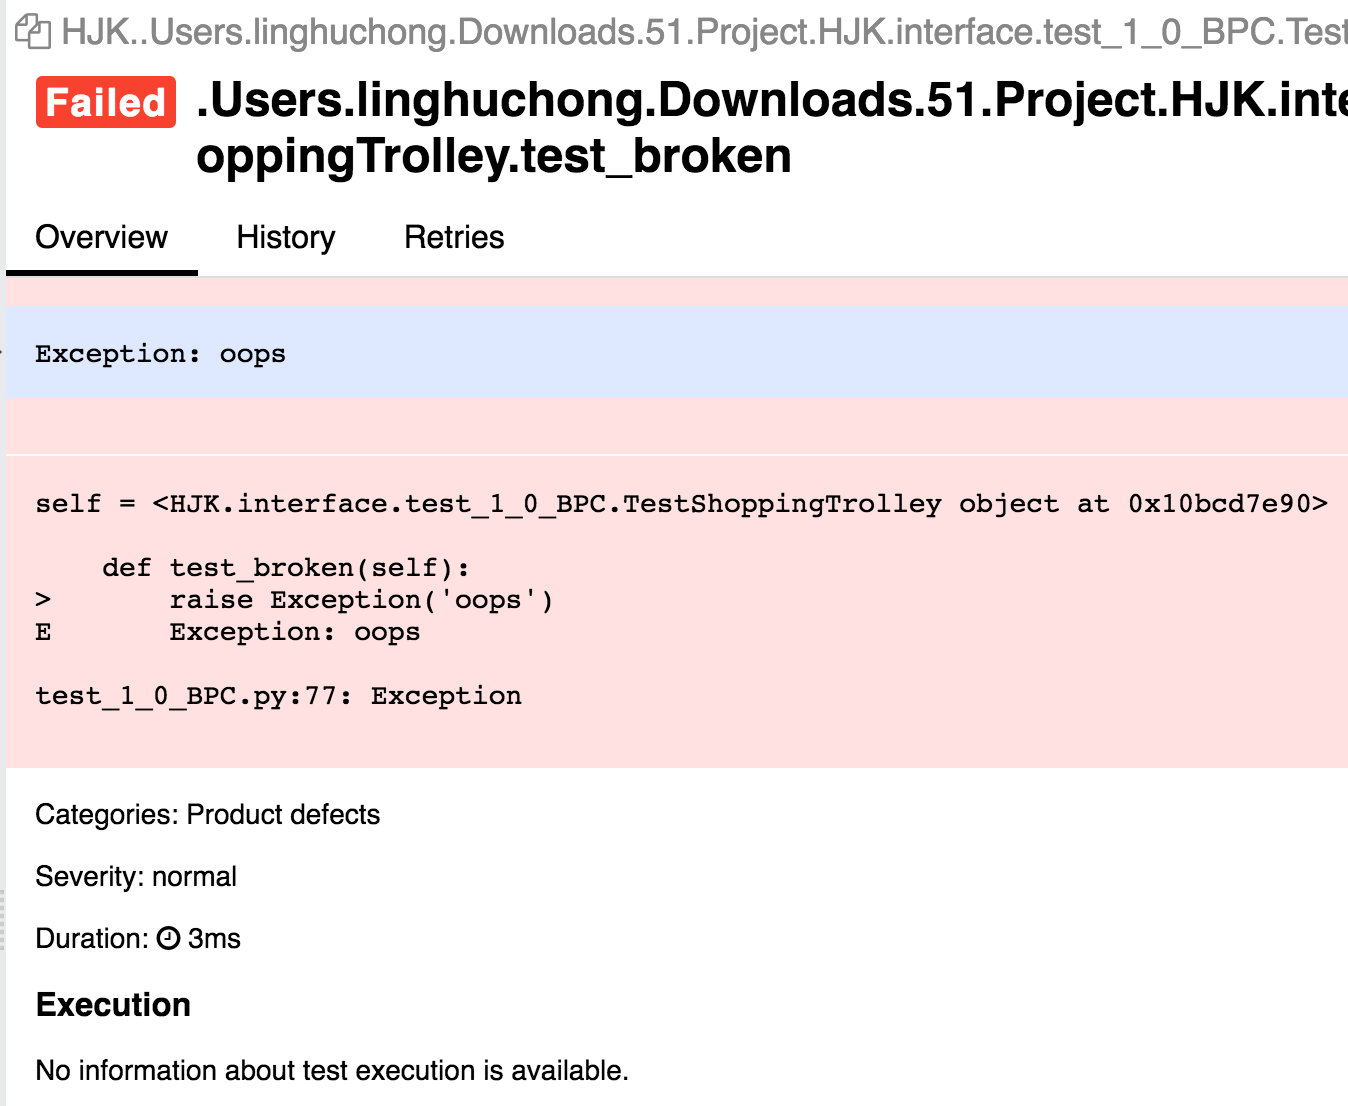 HJK..Users.linghuchong.Downloads.51.Project.HJK.interface.test_1_0_BPC.Test
Failed .Users.linghuchong.Downloads.51.Project.HJK.inte
oppingTrolley.test_broken
Overview History Retries
Exception: oops
self = <HJK.interface.test_1_0_BPC.TestShoppingTrolley object at 0x10bcd7e90>
def test_broken(self):
> raise Exception('oops')
E Exception: oops
test_1_0_BPC.py:77: Exception
Categories: Product defects
Severity: normal
Duration: 3ms
Execution
No information about test execution is available.